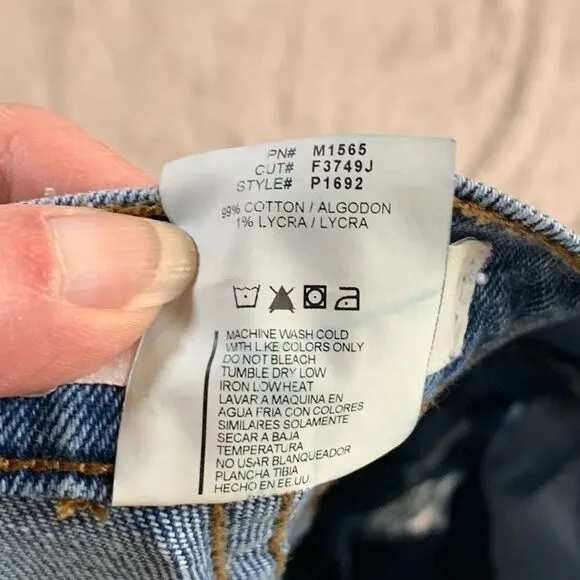 PN# M1565
CUT# F3749J
STYLE# P1692
99% COTTON / ALGODON
1% LYCRA / LYCRA
MACHINE WASH COLD
WITH LIKE COLORS ONLY
DO NOT BLEACH
TUMBLE DRY LOW
IRON LOW HEAT
LAVAR A MAQUINA EN
AGUA FRIA CON COLORES
SIMILARES SOLAMENTE
SECAR A BAJA
TEMPERATURA
NO USAR BLANQUEADOR
PLANCHA TIBIA
HECHO EN EE.UU.